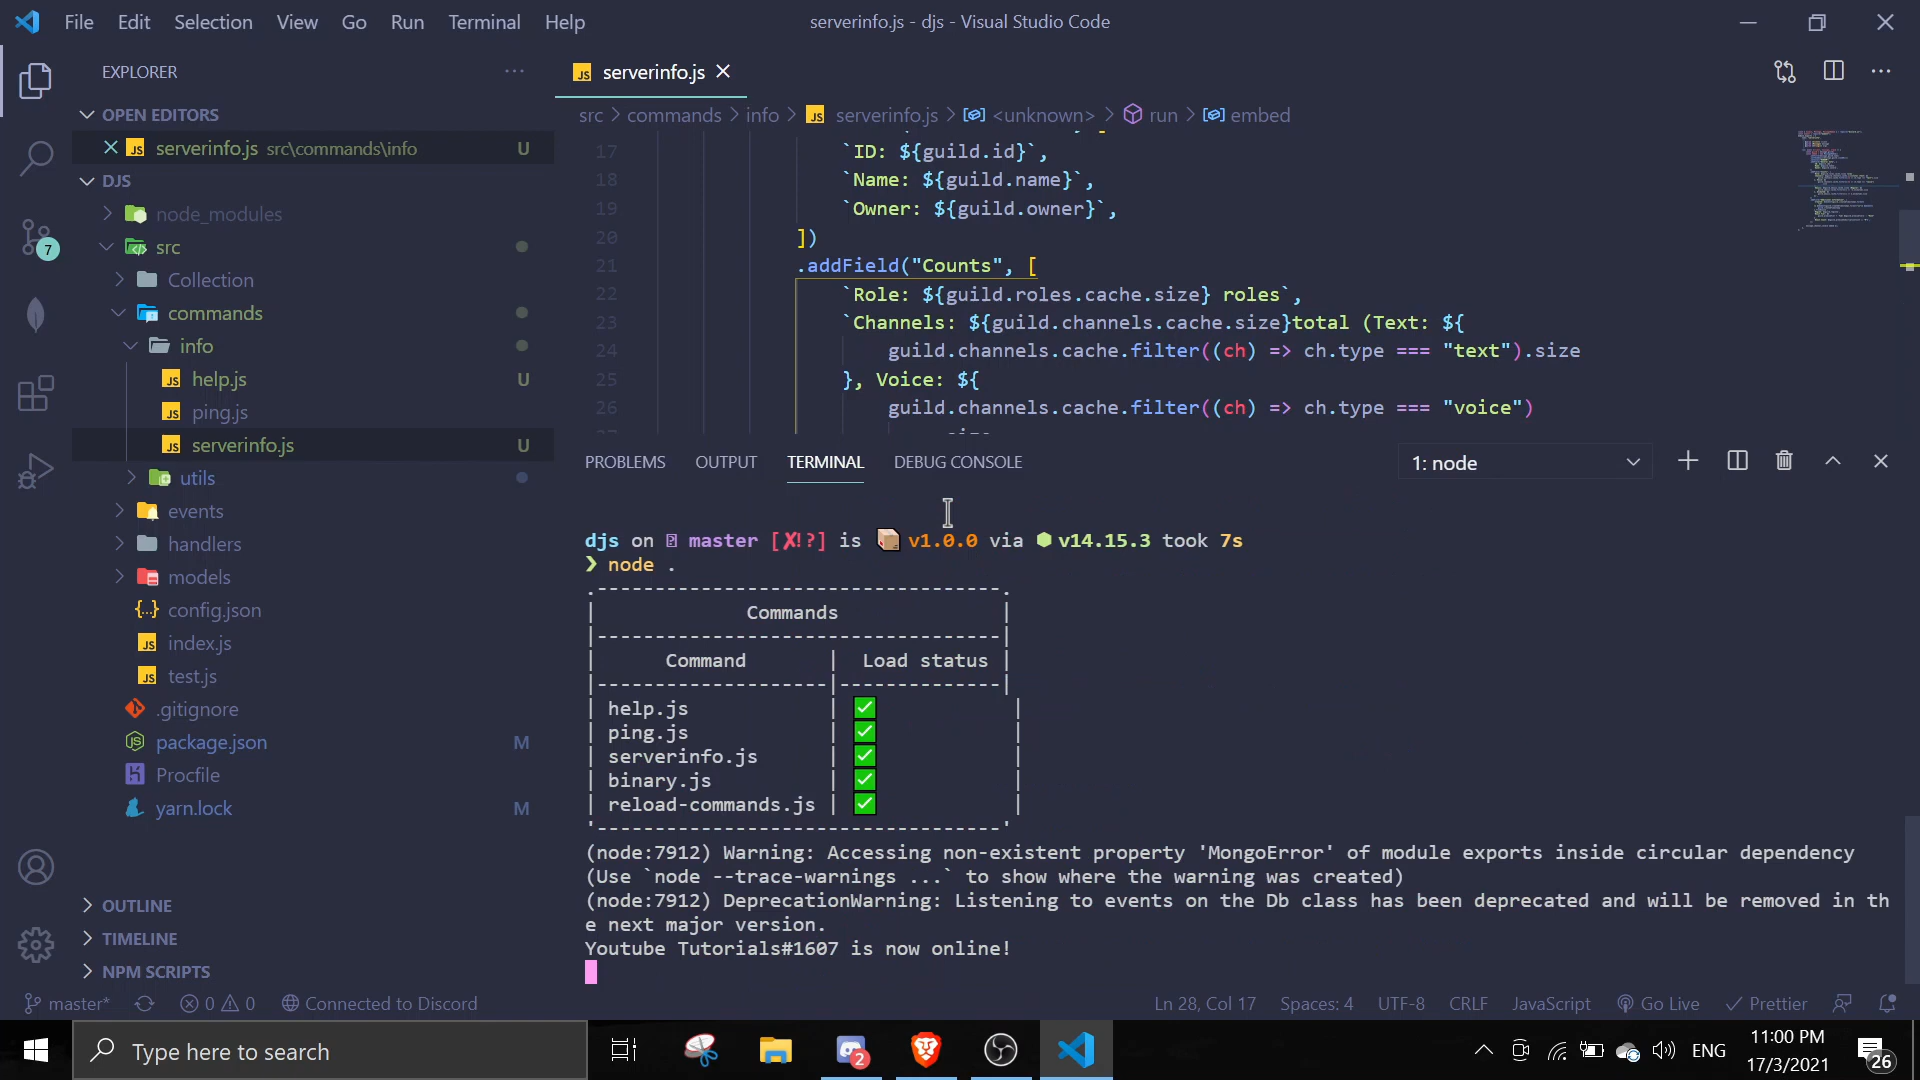 File Edit Selection View Go Run Terminal Help
serverinfo.js - djs - Visual Studio Code
EXPLORER
OPEN EDITORS
serverinfo.js src\commands\info U
DJS
node_modules
src
Collection
commands
info
help.js U
ping.js
serverinfo.js U
utils
events
handlers
models
config.json
index.js
test.js
.gitignore
package.json M
Procfile
yarn.lock M
OUTLINE
TIMELINE
NPM SCRIPTS
7
serverinfo.js
src > commands > info > serverinfo.js > <unknown> > run > embed
17 `ID: ${guild.id}`,
18 `Name: ${guild.name}`,
19 `Owner: ${guild.owner}`,
20 ])
21 .addField("Counts", [
22 `Role: ${guild.roles.cache.size} roles`,
23 `Channels: ${guild.channels.cache.size}total (Text: ${
24 guild.channels.cache.filter((ch) => ch.type === "text").size
25 }, Voice: ${
26 guild.channels.cache.filter((ch) => ch.type === "voice")
PROBLEMS OUTPUT TERMINAL DEBUG CONSOLE
1: node
djs on master [✘!?] is 📦 v1.0.0 via ⬢ v14.15.3 took 7s
❯ node .
.-----------------------------------.
| Commands |
|-----------------------------------|
| Command | Load status |
|--------------------|--------------|
| help.js | ✅ |
| ping.js | ✅ |
| serverinfo.js | ✅ |
| binary.js | ✅ |
| reload-commands.js | ✅ |
'-----------------------------------'
(node:7912) Warning: Accessing non-existent property 'MongoError' of module exports inside circular dependency
(Use `node --trace-warnings ...` to show where the warning was created)
(node:7912) DeprecationWarning: Listening to events on the Db class has been deprecated and will be removed in th
e next major version.
Youtube Tutorials#1607 is now online!
master* 0 0 Connected to Discord
Ln 28, Col 17 Spaces: 4 UTF-8 CRLF JavaScript Go Live Prettier
Type here to search
2
ENG
11:00 PM
17/3/2021
26